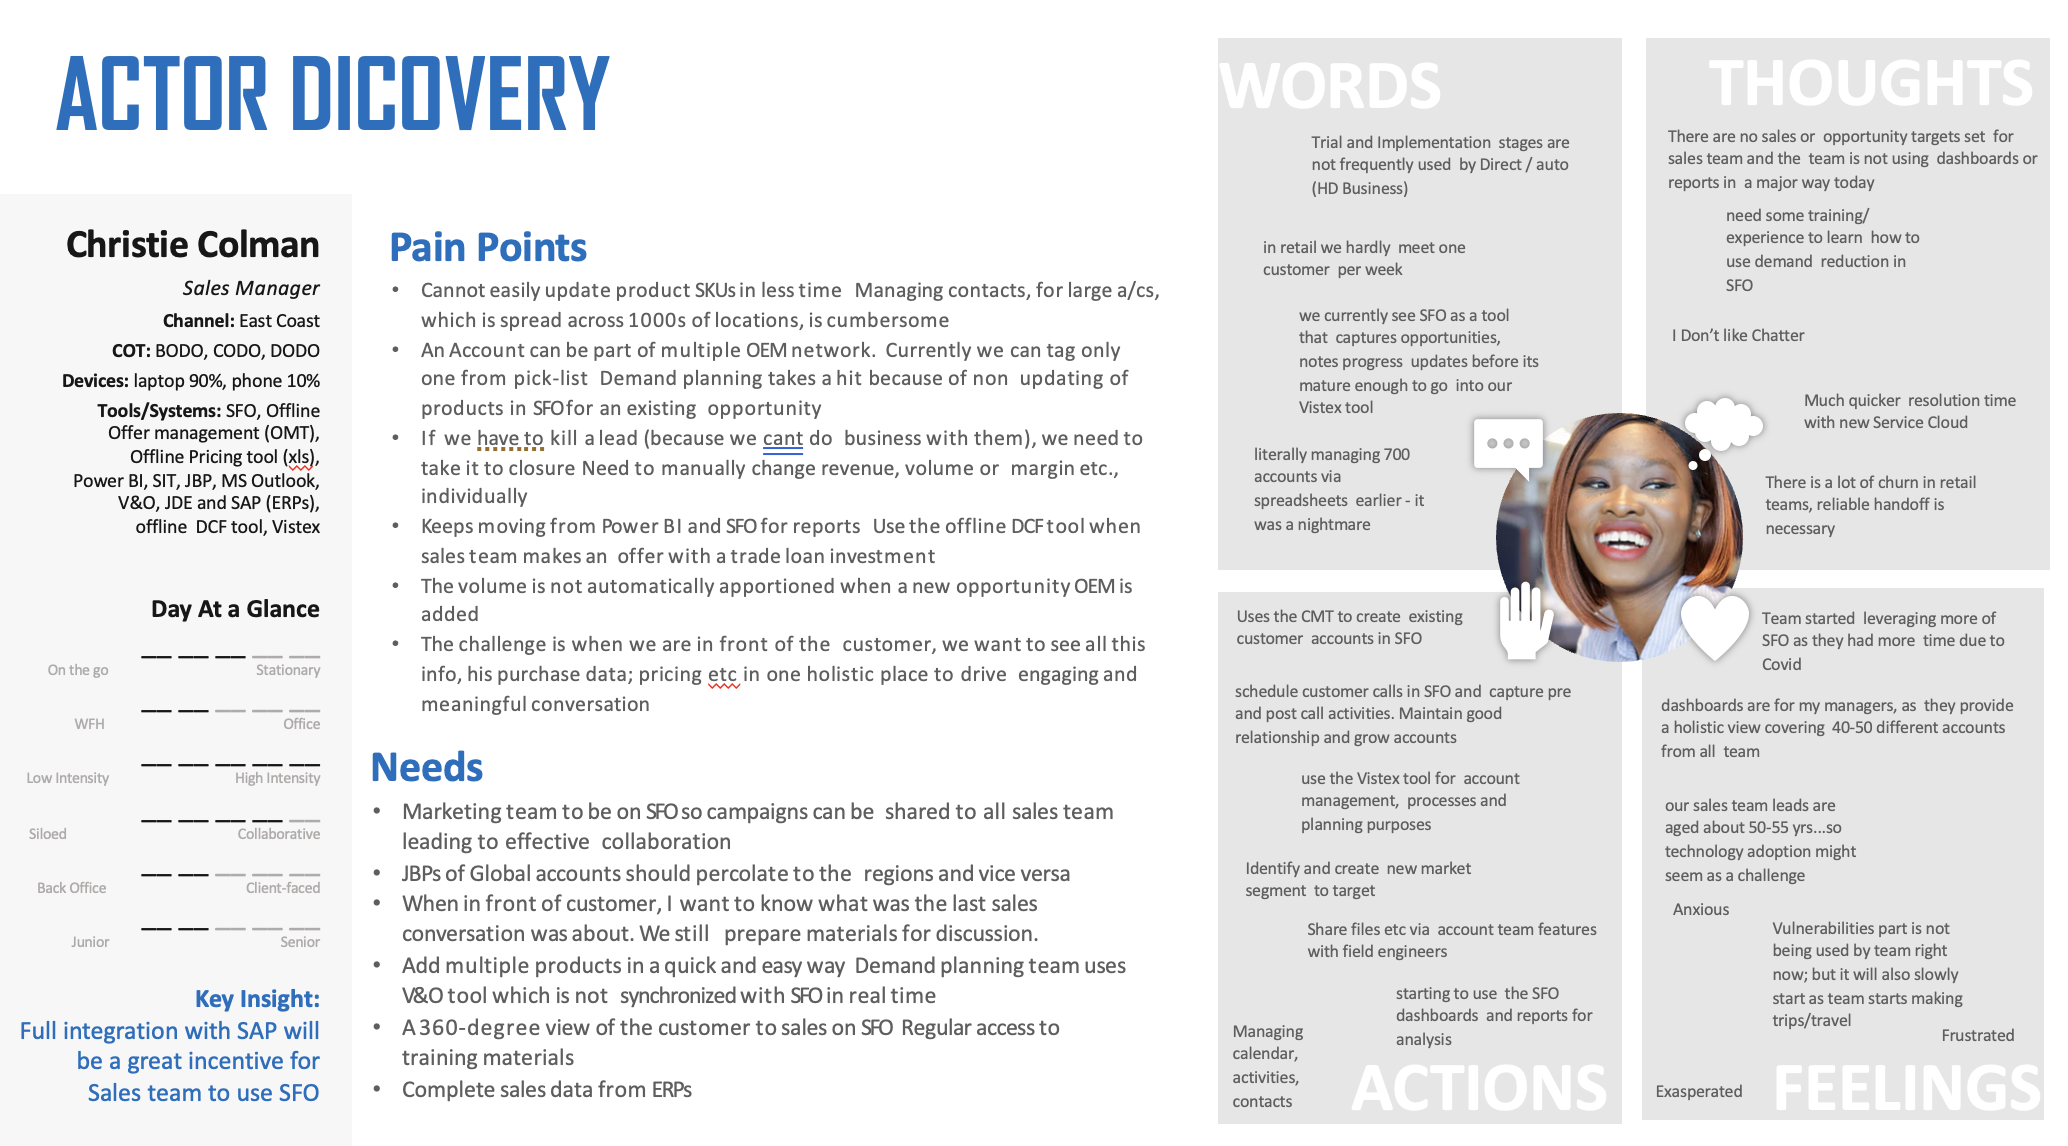 ACTOR DICOVERY
Christie Colman
Sales Manager
Channel: East Coast
COT: BODO, CODO, DODO
Devices: laptop 90%, phone 10%
Tools/Systems: SFO, Offline
Offer management (OMT),
Offline Pricing tool (xls),
Power BI, SIT, JBP, MS Outlook,
V&O, JDE and SAP (ERPs),
offline DCF tool, Vistex
Day At a Glance
On the go Stationary
WFH Office
Low Intensity High Intensity
Siloed Collaborative
Back Office Client-faced
Junior Senior
Key Insight:
Full integration with SAP will
be a great incentive for
Sales team to use SFO
Pain Points
• Cannot easily update product SKUs in less time Managing contacts, for large a/cs,
which is spread across 1000s of locations, is cumbersome
• An Account can be part of multiple OEM network. Currently we can tag only
one from pick-list Demand planning takes a hit because of non updating of
products in SFO for an existing opportunity
• If we have to kill a lead (because we cant do business with them), we need to
take it to closure Need to manually change revenue, volume or margin etc.,
individually
• Keeps moving from Power BI and SFO for reports Use the offline DCF tool when
sales team makes an offer with a trade loan investment
• The volume is not automatically apportioned when a new opportunity OEM is
added
• The challenge is when we are in front of the customer, we want to see all this
info, his purchase data; pricing etc in one holistic place to drive engaging and
meaningful conversation
Needs
• Marketing team to be on SFO so campaigns can be shared to all sales team
leading to effective collaboration
• JBPs of Global accounts should percolate to the regions and vice versa
• When in front of customer, I want to know what was the last sales
conversation was about. We still prepare materials for discussion.
• Add multiple products in a quick and easy way Demand planning team uses
V&O tool which is not synchronized with SFO in real time
• A 360-degree view of the customer to sales on SFO Regular access to
training materials
• Complete sales data from ERPs
WORDS
Trial and Implementation stages are
not frequently used by Direct / auto
(HD Business)
in retail we hardly meet one
customer per week
we currently see SFO as a tool
that captures opportunities,
notes progress updates before its
mature enough to go into our
Vistex tool
literally managing 700
accounts via
spreadsheets earlier - it
was a nightmare
THOUGHTS
There are no sales or opportunity targets set for
sales team and the team is not using dashboards or
reports in a major way today
need some training/
experience to learn how to
use demand reduction in
SFO
I Don't like Chatter
Much quicker resolution time
with new Service Cloud
There is a lot of churn in retail
teams, reliable handoff is
necessary
Uses the CMT to create existing
customer accounts in SFO
schedule customer calls in SFO and capture pre
and post call activities. Maintain good
relationship and grow accounts
use the Vistex tool for account
management, processes and
planning purposes
Identify and create new market
segment to target
Share files etc via account team features
with field engineers
starting to use the SFO
dashboards and reports for
analysis
Managing
calendar,
activities,
contacts
ACTIONS
Team started leveraging more of
SFO as they had more time due to
Covid
dashboards are for my managers, as they provide
a holistic view covering 40-50 different accounts
from all team
our sales team leads are
aged about 50-55 yrs...so
technology adoption might
seem as a challenge
Anxious
Vulnerabilities part is not
being used by team right
now; but it will also slowly
start as team starts making
trips/travel
Frustrated
Exasperated
FEELINGS